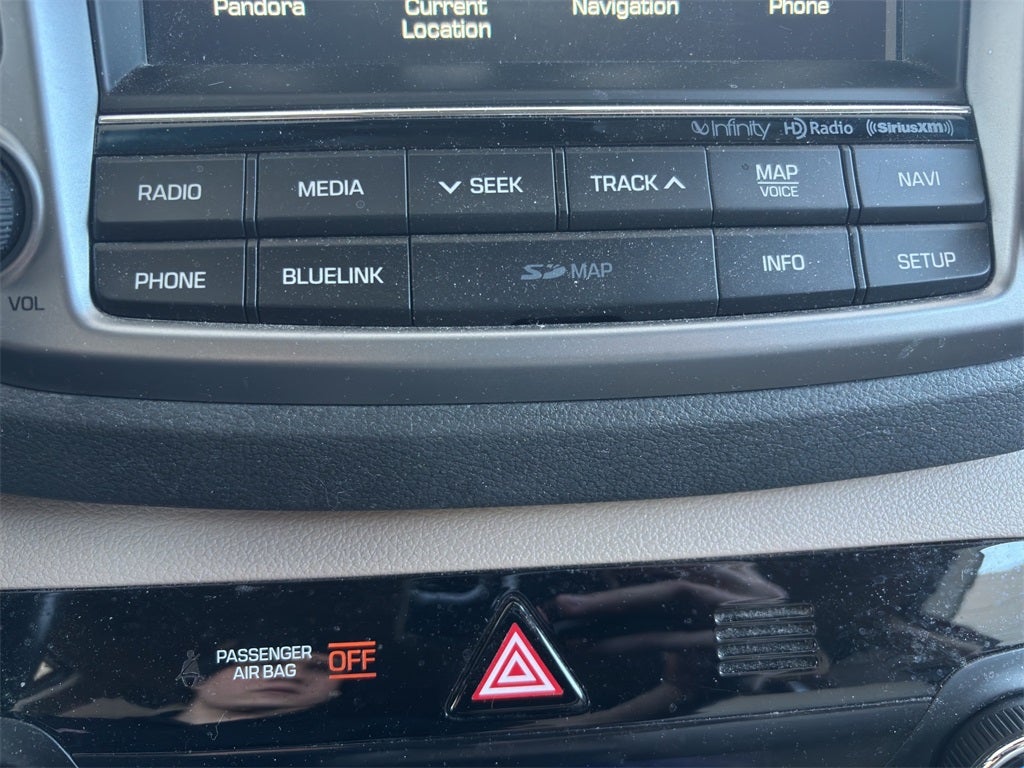 Pandora
Current
Location
Navigation
Phone
Infinity HD Radio ((SiriusXM))
RADIO MEDIA SEEK TRACK MAP
VOICE NAVI
PHONE BLUELINK SD MAP INFO SETUP
VOL
PASSENGER
AIR BAG OFF